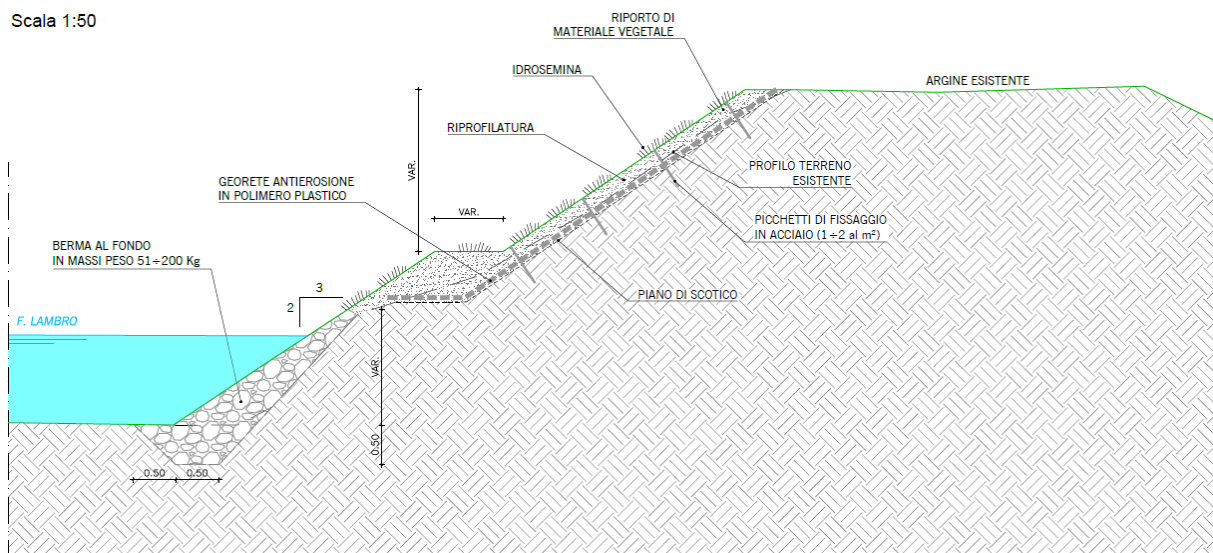 Scala 1:50
RIPORTO DI
MATERIALE VEGETALE
IDROSEMINA
ARGINE ESISTENTE
RIPROFILATURA
VAR.
PROFILO TERRENO
ESISTENTE
GEORETE ANTIEROSIONE
IN POLIMERO PLASTICO
VAR.
PICCHETTI DI FISSAGGIO
IN ACCIAIO (1÷2 al m²)
BERMA AL FONDO
IN MASSI PESO 51÷200 Kg
3
2
PIANO DI SCOTICO
F. LAMBRO
VAR.
0.50
0.50
0.50